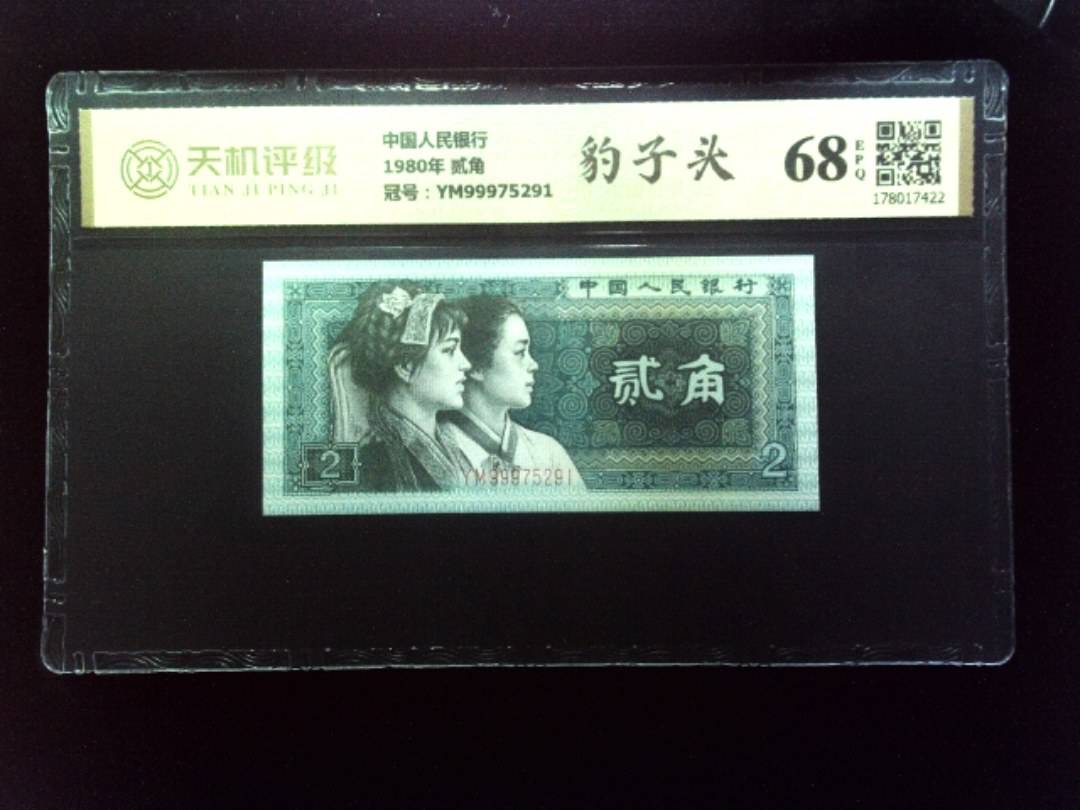 天机评级
TIAN JI PING JI
中国人民银行
1980年 贰角
冠号：YM99975291
豹子头
68
EPQ
178017422
中国人民银行
贰角
2
2
YM99975291